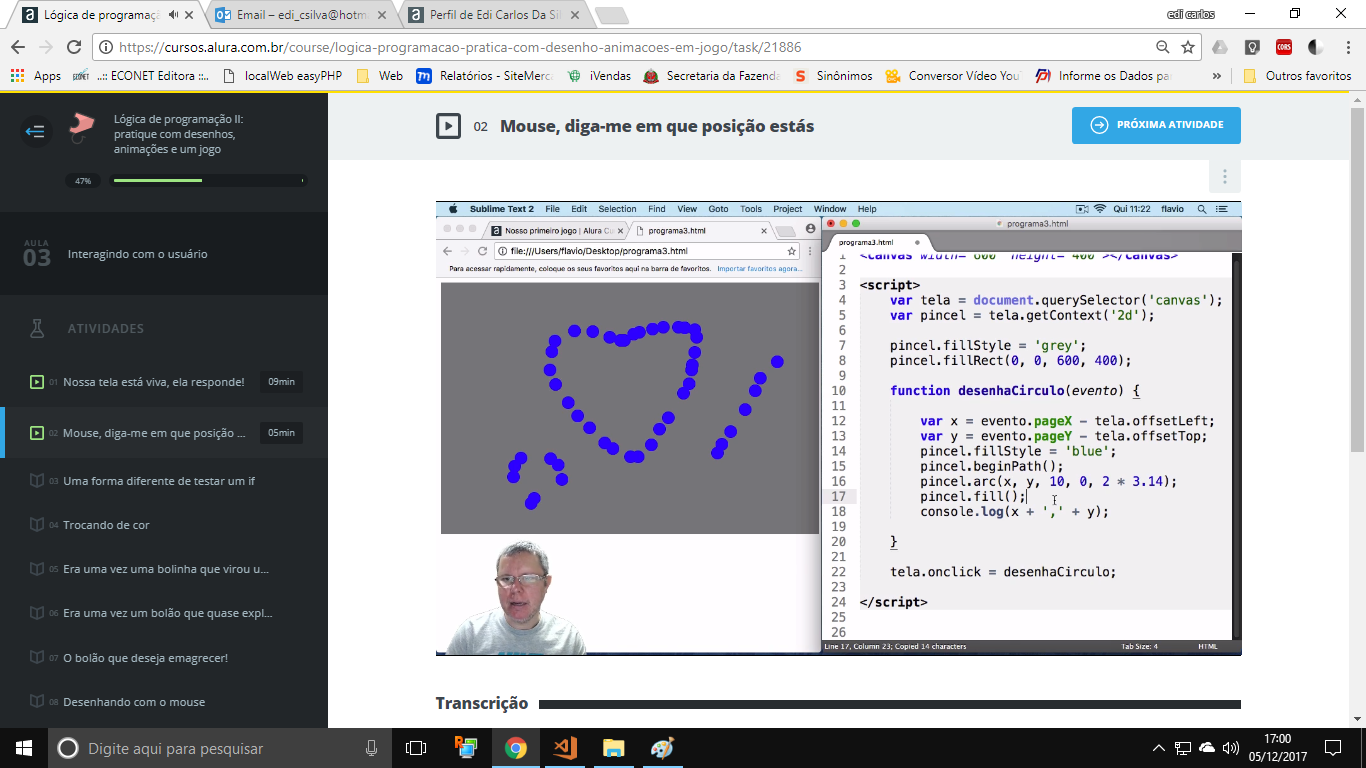 Lógica de programaçã
Email – edi_csilva@hotm
Perfil de Edi Carlos Da Sil
edi carlos
https://cursos.alura.com.br/course/logica-programacao-pratica-com-desenho-animacoes-em-jogo/task/21886
Apps
..:: ECONET Editora ::..
localWeb easyPHP
Web
Relatórios - SiteMerca
iVendas
Secretaria da Fazenda
Sinônimos
Conversor Vídeo You
Informe os Dados pa
»
Outros favoritos
Lógica de programação II:
pratique com desenhos,
animações e um jogo
47%
AULA
03
Interagindo com o usuário
ATIVIDADES
01 Nossa tela está viva, ela responde! 09min
02 Mouse, diga-me em que posição ... 05min
03 Uma forma diferente de testar um if
04 Trocando de cor
05 Era uma vez uma bolinha que virou u...
06 Era uma vez um bolão que quase expl...
07 O bolão que deseja emagrecer!
08 Desenhando com o mouse
02 Mouse, diga-me em que posição estás
PRÓXIMA ATIVIDADE
Sublime Text 2 File Edit Selection Find View Goto Tools Project Window Help
Qui 11:22 flavio
Nosso primeiro jogo | Alura Cu
programa3.html
file:///Users/flavio/Desktop/programa3.html
Para acessar rapidamente, coloque os seus favoritos aqui na barra de favoritos. Importar favoritos agora...
programa3.html
programa3.html
1 <canvas width="600" height="400"></canvas>
2
3 <script>
4 var tela = document.querySelector('canvas');
5 var pincel = tela.getContext('2d');
6
7 pincel.fillStyle = 'grey';
8 pincel.fillRect(0, 0, 600, 400);
9
10 function desenhaCirculo(evento) {
11
12 var x = evento.pageX - tela.offsetLeft;
13 var y = evento.pageY - tela.offsetTop;
14 pincel.fillStyle = 'blue';
15 pincel.beginPath();
16 pincel.arc(x, y, 10, 0, 2 * 3.14);
17 pincel.fill();
18 console.log(x + ',' + y);
19
20 }
21
22 tela.onclick = desenhaCirculo;
23
24 </script>
25
26
Line 17, Column 23; Copied 14 characters
Tab Size: 4
HTML
Transcrição
Digite aqui para pesquisar
17:00
05/12/2017